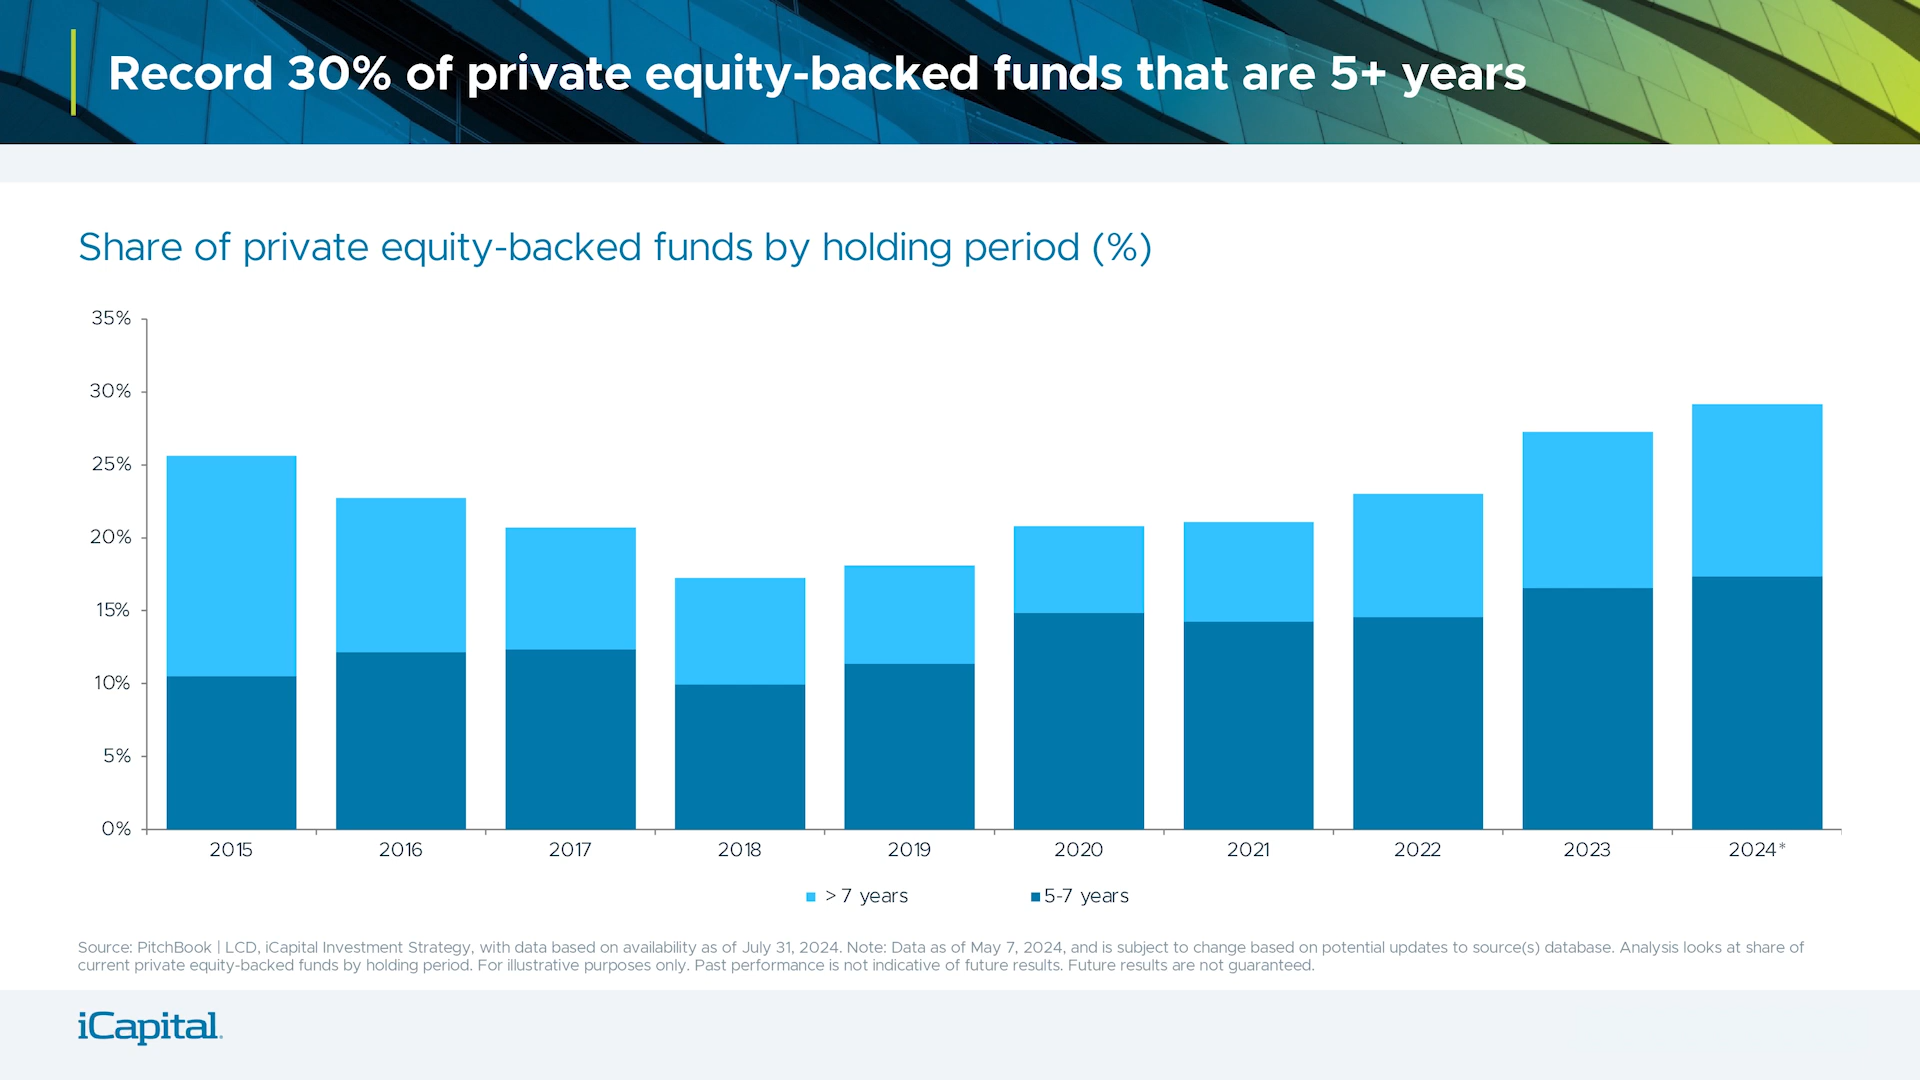 Record 30% of private equity-backed funds that are 5+ years
Share of private equity-backed funds by holding period (%)
35%
30%
25%
20%
15%
10%
5%
0%
2015 2016 2017 2018 2019 2020 2021 2022 2023 2024*
> 7 years 5-7 years
Source: PitchBook | LCD, iCapital Investment Strategy, with data based on availability as of July 31, 2024. Note: Data as of May 7, 2024, and is subject to change based on potential updates to source(s) database. Analysis looks at share of
current private equity-backed funds by holding period. For illustrative purposes only. Past performance is not indicative of future results. Future results are not guaranteed.
iCapital.